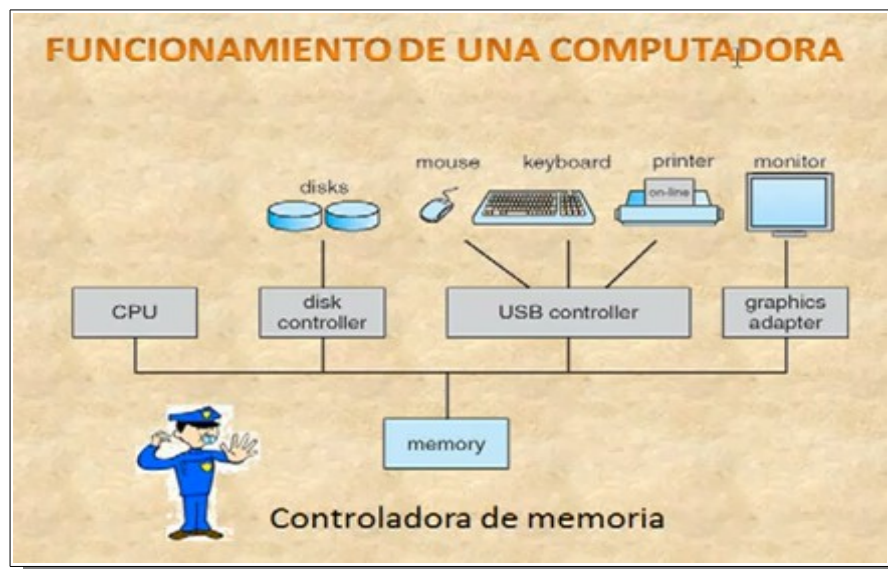 FUNCIONAMIENTO DE UNA COMPUTADORA
mouse keyboard printer monitor
disks
on-line
CPU
disk
controller
USB controller
graphics
adapter
memory
Controladora de memoria